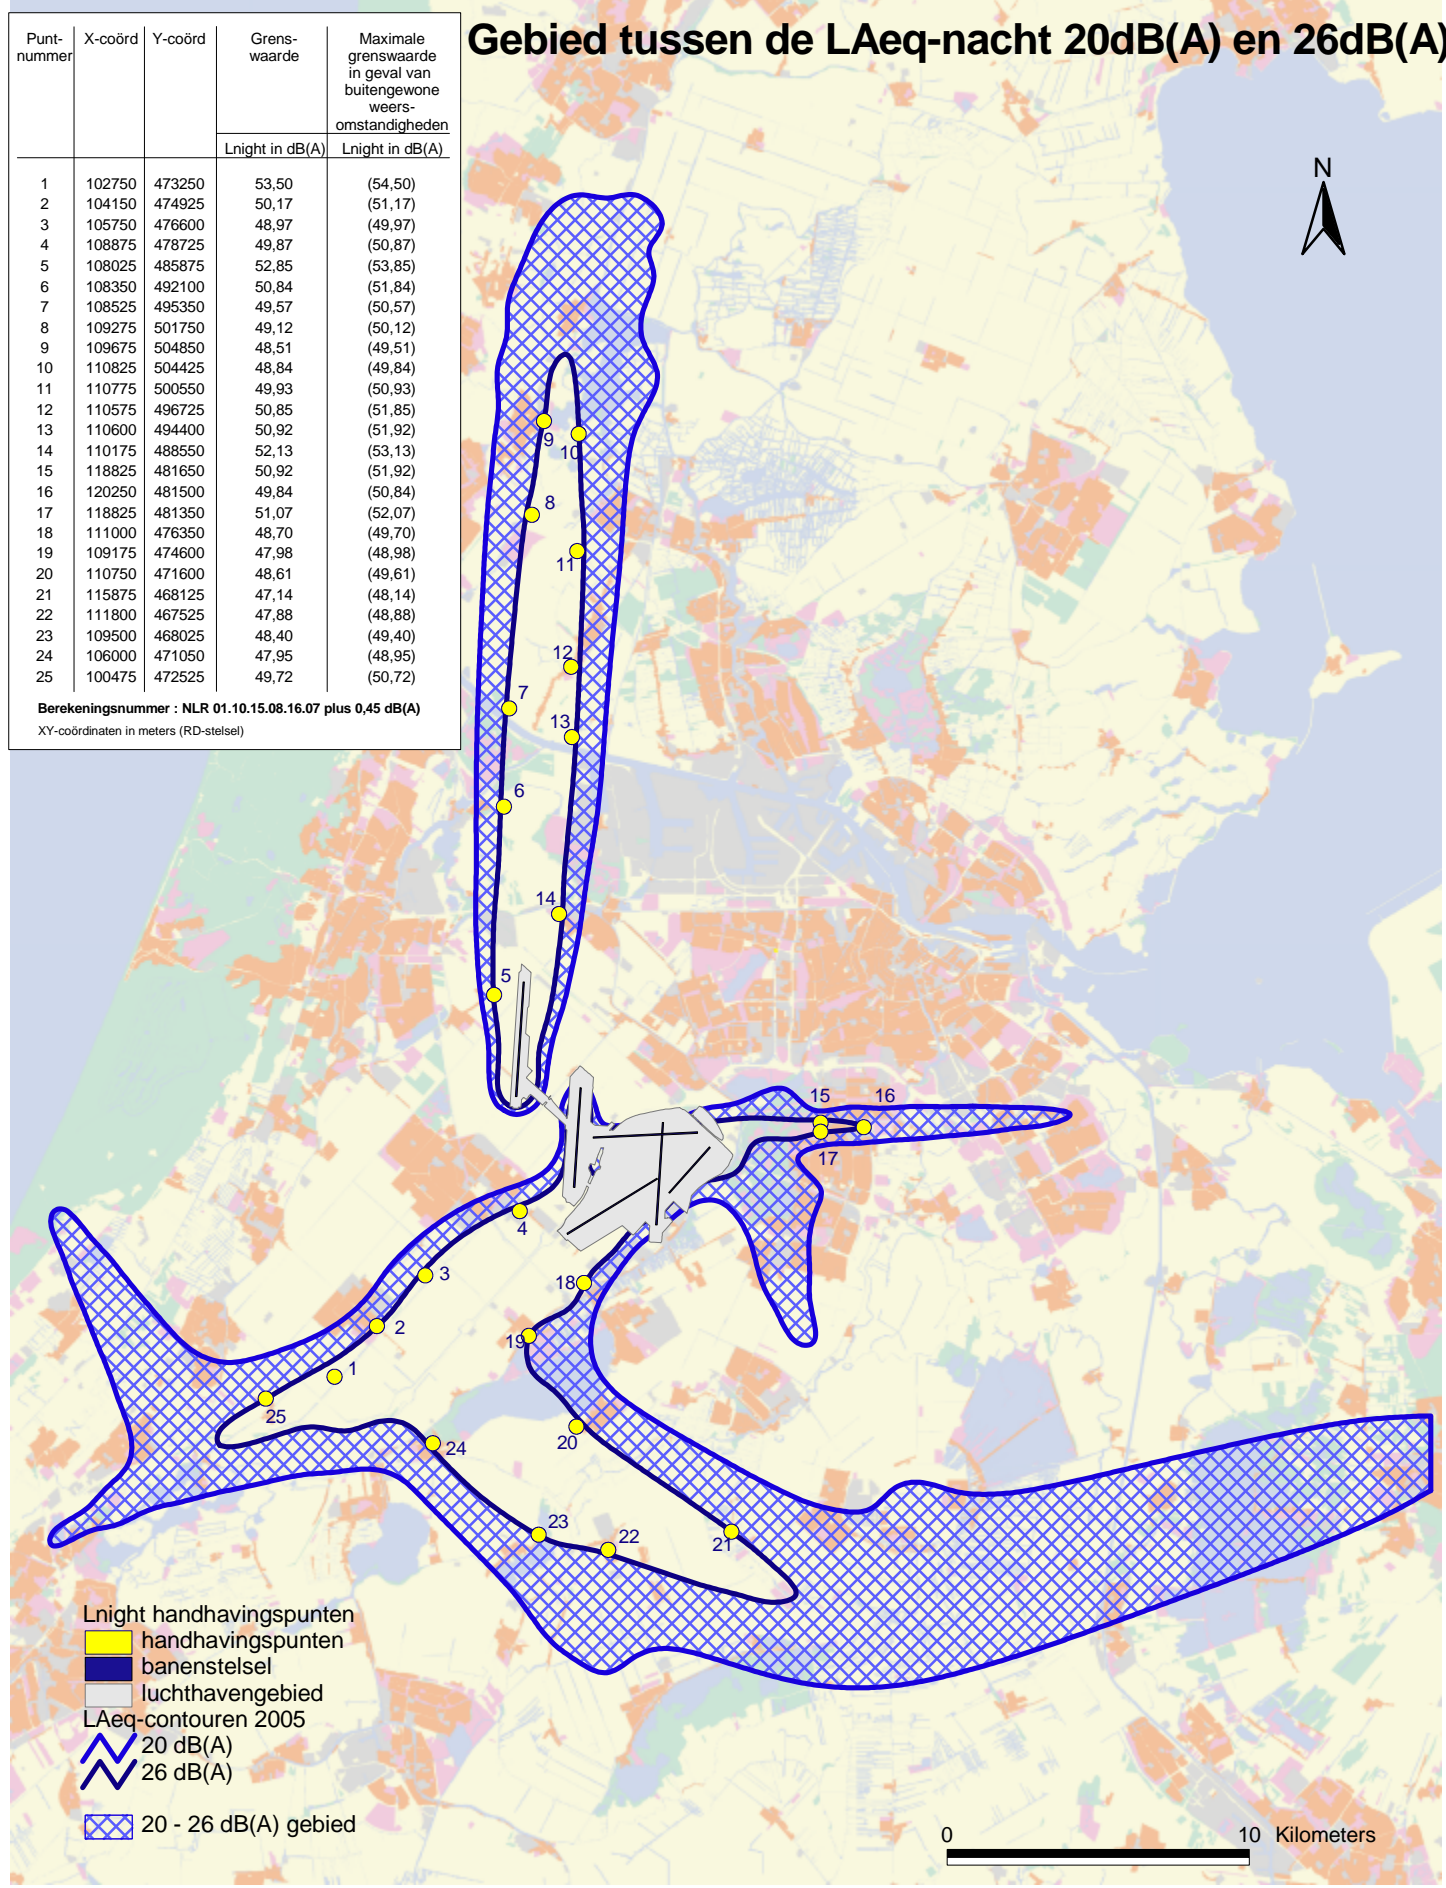 Gebied tussen de LAeq-nacht 20dB(A) en 26dB(A)
Punt-nummer X-coörd Y-coörd Grens-waarde Maximale grenswaarde in geval van buitengewone weers-omstandigheden
Lnight in dB(A) Lnight in dB(A)
1 102750 473250 53,50 (54,50)
2 104150 474925 50,17 (51,17)
3 105750 476600 48,97 (49,97)
4 108875 478725 49,87 (50,87)
5 108025 485875 52,85 (53,85)
6 108350 492100 50,84 (51,84)
7 108525 495350 49,57 (50,57)
8 109275 501750 49,12 (50,12)
9 109675 504850 48,51 (49,51)
10 110825 504425 48,84 (49,84)
11 110775 500550 49,93 (50,93)
12 110575 496725 50,85 (51,85)
13 110600 494400 50,92 (51,92)
14 110175 488550 52,13 (53,13)
15 118825 481650 50,92 (51,92)
16 120250 481500 49,84 (50,84)
17 118825 481350 51,07 (52,07)
18 111000 476350 48,70 (49,70)
19 109175 474600 47,98 (48,98)
20 110750 471600 48,61 (49,61)
21 115875 468125 47,14 (48,14)
22 111800 467525 47,88 (48,88)
23 109500 468025 48,40 (49,40)
24 106000 471050 47,95 (48,95)
25 100475 472525 49,72 (50,72)
Berekeningsnummer : NLR 01.10.15.08.16.07 plus 0,45 dB(A)
XY-coördinaten in meters (RD-stelsel)
N
9
10
8
11
12
7
13
6
14
5
15
16
17
4
3
18
2
19
1
25
20
24
23
22
21
Lnight handhavingspunten
handhavingspunten
banenstelsel
luchthavengebied
LAeq-contouren 2005
20 dB(A)
26 dB(A)
20 - 26 dB(A) gebied
0 10 Kilometers